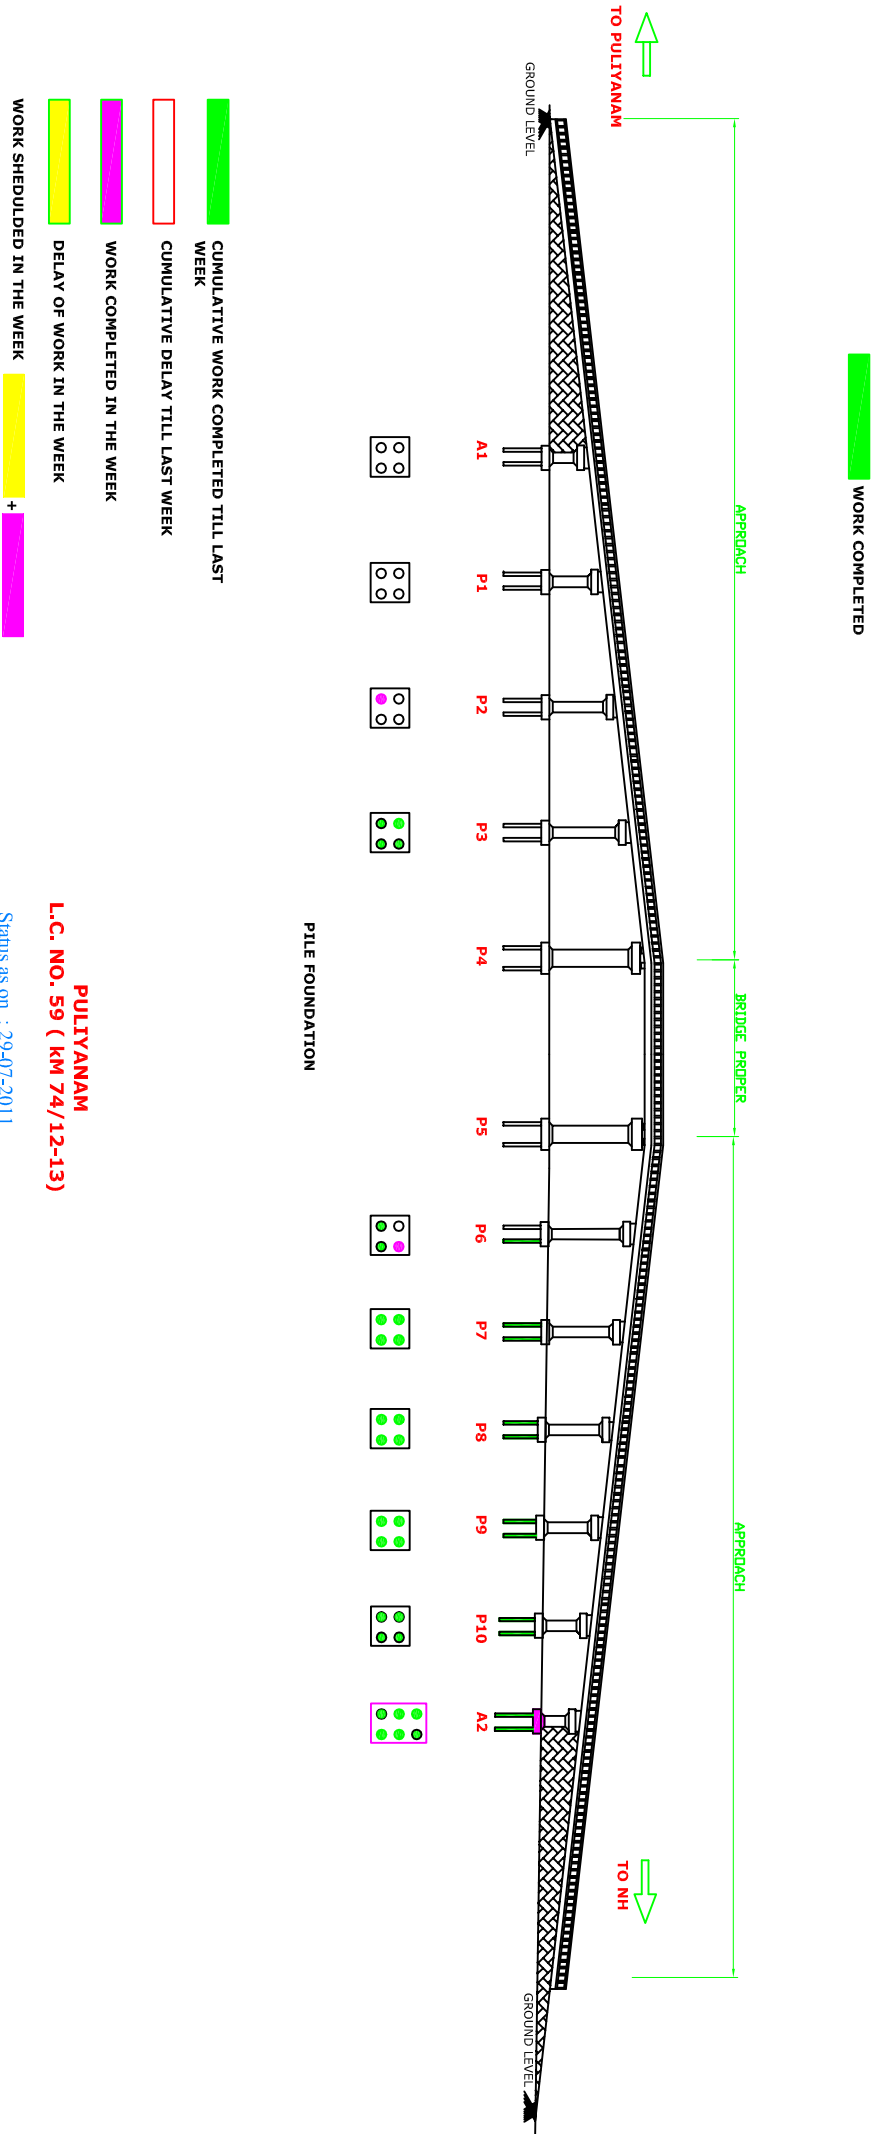 WORK COMPLETED
APPROACH
BRIDGE PROPER
APPROACH
TO PULIYANAM
TO NH
GROUND LEVEL
GROUND LEVEL
A1
P1
P2
P3
P4
P5
P6
P7
P8
P9
P10
A2
PILE FOUNDATION
CUMULATIVE WORK COMPLETED TILL LAST
WEEK
CUMULATIVE DELAY TILL LAST WEEK
WORK COMPLETED IN THE WEEK
DELAY OF WORK IN THE WEEK
WORK SHEDULDED IN THE WEEK +
PULIYANAM
L.C. NO. 59 ( kM 74/12-13)
Status as on : 29-07-2011